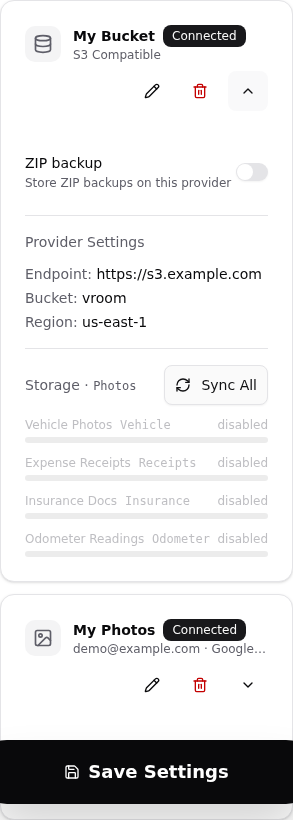 My Bucket Connected
S3 Compatible
ZIP backup
Store ZIP backups on this provider
Provider Settings
Endpoint: https://s3.example.com
Bucket: vroom
Region: us-east-1
Storage · Photos Sync All
Vehicle Photos Vehicle disabled
Expense Receipts Receipts disabled
Insurance Docs Insurance disabled
Odometer Readings Odometer disabled
My Photos Connected
demo@example.com · Google...
Save Settings